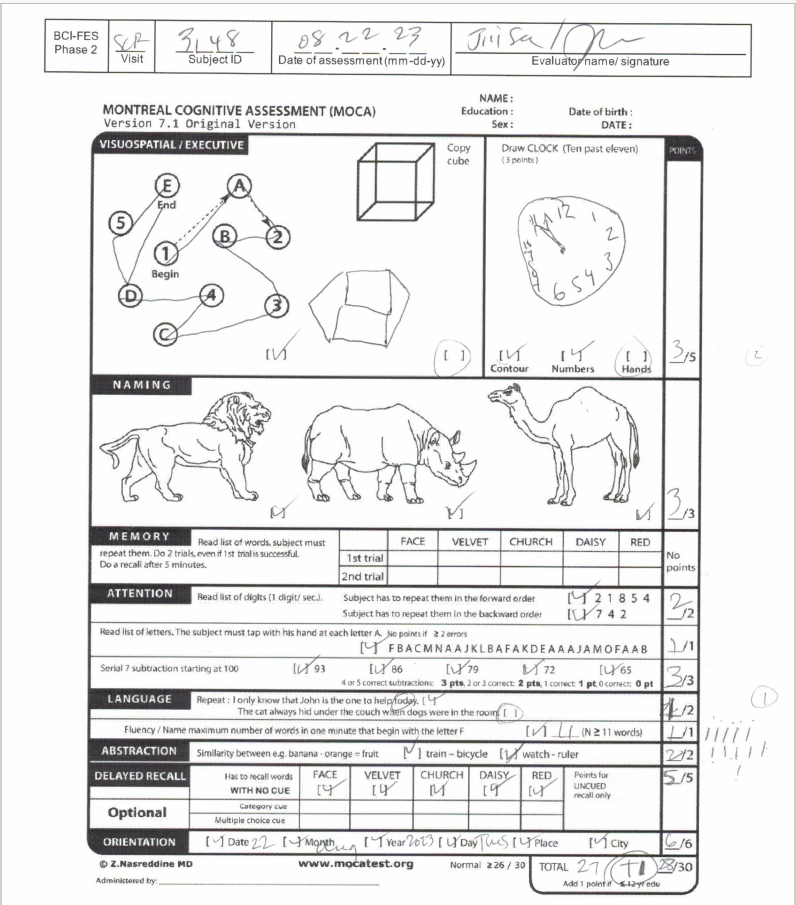 BCI-FES Phase 2
SCP Visit
3148 Subject ID
08-22-23 Date of assessment (mm-dd-yy)
Evaluator name/ signature
MONTREAL COGNITIVE ASSESSMENT (MOCA)
Version 7.1 Original Version
NAME :
Education :
Sex :
Date of birth :
DATE :
VISUOSPATIAL / EXECUTIVE
Copy cube
Draw CLOCK (Ten past eleven)
(3 points)
POINTS
E
End
A
5
B
2
1
Begin
D
4
3
C
12
1
2
3
4
5
6
[✓]
[ ]
[✓] Contour
[✓] Numbers
[ ] Hands
3/5
2
NAMING
[✓]
[✓]
[✓]
3/3
MEMORY
Read list of words, subject must
repeat them. Do 2 trials, even if 1st trial is successful.
Do a recall after 5 minutes.
FACE VELVET CHURCH DAISY RED
1st trial
2nd trial
No points
ATTENTION
Read list of digits (1 digit/ sec.).
Subject has to repeat them in the forward order [✓] 2 1 8 5 4
Subject has to repeat them in the backward order [✓] 7 4 2
2/2
Read list of letters. The subject must tap with his hand at each letter A. No points if ≥ 2 errors
[✓] F B A C M N A A J K L B A F A K D E A A A J A M O F A A B
1/1
Serial 7 subtraction starting at 100 [✓] 93 [✓] 86 [✓] 79 [✓] 72 [✓] 65
4 or 5 correct subtractions: 3 pts, 2 or 3 correct: 2 pts, 1 correct: 1 pt, 0 correct: 0 pt
3/3
LANGUAGE
Repeat : I only know that John is the one to help today. [✓]
The cat always hid under the couch when dogs were in the room. [ ]
/2
1
Fluency / Name maximum number of words in one minute that begin with the letter F [✓] 11 (N ≥ 11 words)
1/1
ABSTRACTION
Similarity between e.g. banana - orange = fruit [✓] train – bicycle [✓] watch - ruler
2/2
DELAYED RECALL
Has to recall words
WITH NO CUE
FACE [✓]
VELVET [✓]
CHURCH [✓]
DAISY [✓]
RED [✓]
Points for UNCUED recall only
5/5
Optional
Category cue
Multiple choice cue
ORIENTATION
[✓] Date 22 [✓] Month Aug [✓] Year 2023 [✓] Day Tues [✓] Place [✓] City
6/6
© Z.Nasreddine MD
www.mocatest.org
Normal ≥ 26 / 30
TOTAL 27 +1 28/30
Add 1 point if ≤ 12 yr edu
Administered by: